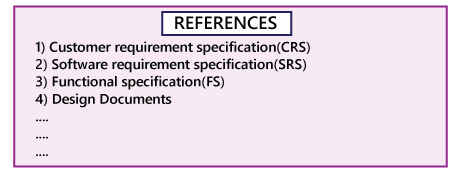 REFERENCES
1) Customer requirement specification(CRS)
2) Software requirement specification(SRS)
3) Functional specification(FS)
4) Design Documents
....
....
....